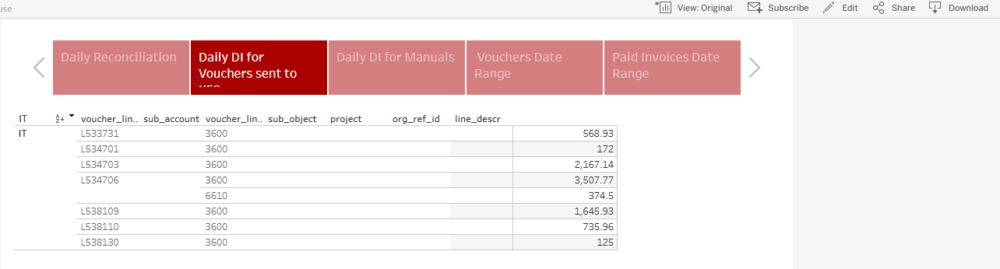 use
View: Original Subscribe Edit Share Download
Daily Reconciliation
Daily DI for
Vouchers sent to
Daily DI for Manuals
Vouchers Date
Range
Paid Invoices Date
Range
IT voucher_lin.. sub_account voucher_lin.. sub_object project org_ref_id line_descr
IT L533731 3600 568.93
L534701 3600 172
L534703 3600 2,167.14
L534706 3600 3,507.77
6610 374.5
L538109 3600 1,645.93
L538110 3600 735.96
L538130 3600 125